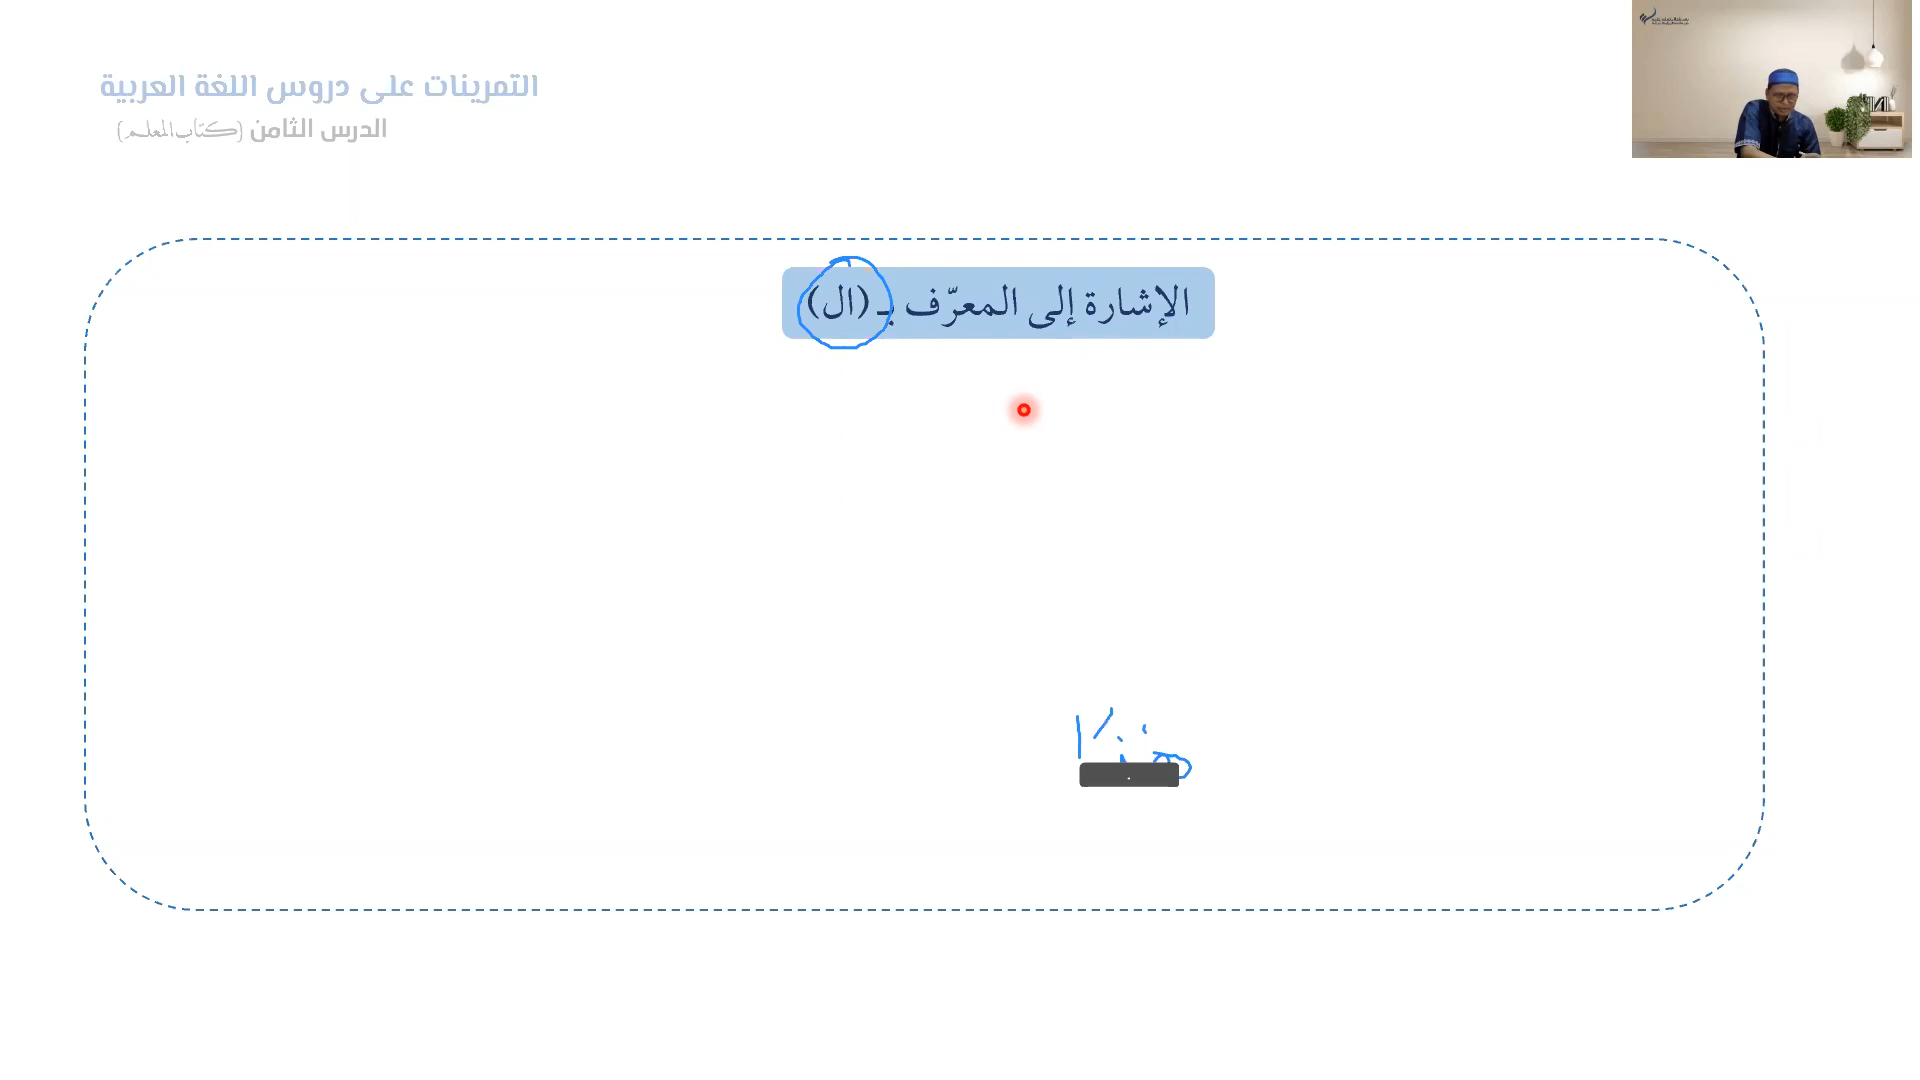 التمرينات على دروس اللغة العربية
الدرس الثامن (كتاب المعلم)
الإشارة إلى المعرّف بـ (ال)